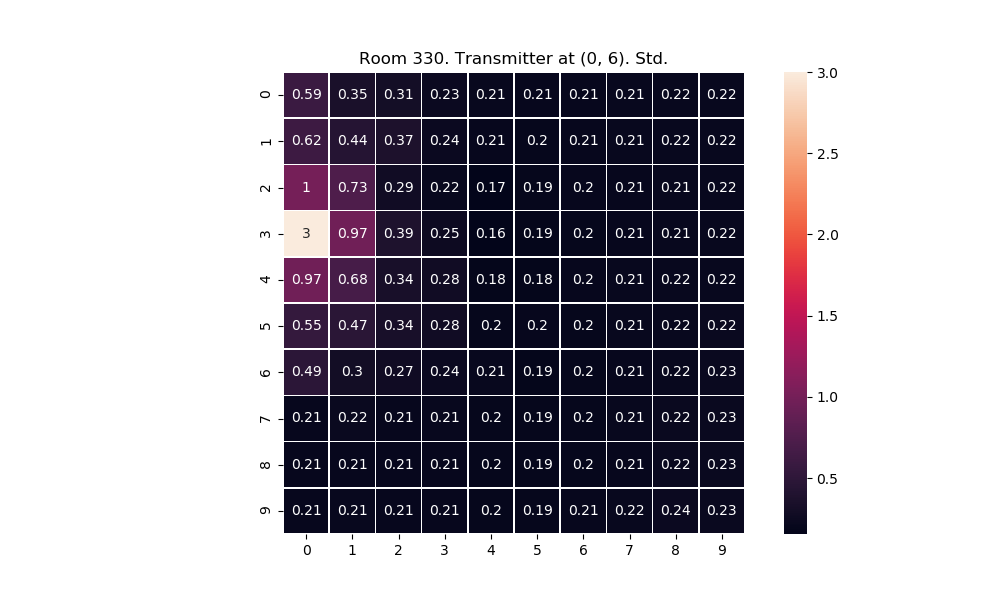 Room 330. Transmitter at (0, 6). Std.
0 0.59 0.35 0.31 0.23 0.21 0.21 0.21 0.21 0.22 0.22
1 0.62 0.44 0.37 0.24 0.21 0.2 0.21 0.21 0.22 0.22
2 1 0.73 0.29 0.22 0.17 0.19 0.2 0.21 0.21 0.22
3 3 0.97 0.39 0.25 0.16 0.19 0.2 0.21 0.21 0.22
4 0.97 0.68 0.34 0.28 0.18 0.18 0.2 0.21 0.22 0.22
5 0.55 0.47 0.34 0.28 0.2 0.2 0.2 0.21 0.22 0.22
6 0.49 0.3 0.27 0.24 0.21 0.19 0.2 0.21 0.22 0.23
7 0.21 0.22 0.21 0.21 0.2 0.19 0.2 0.21 0.22 0.23
8 0.21 0.21 0.21 0.21 0.2 0.19 0.2 0.21 0.22 0.23
9 0.21 0.21 0.21 0.21 0.2 0.19 0.21 0.22 0.24 0.23
0 1 2 3 4 5 6 7 8 9
3.0
2.5
2.0
1.5
1.0
0.5